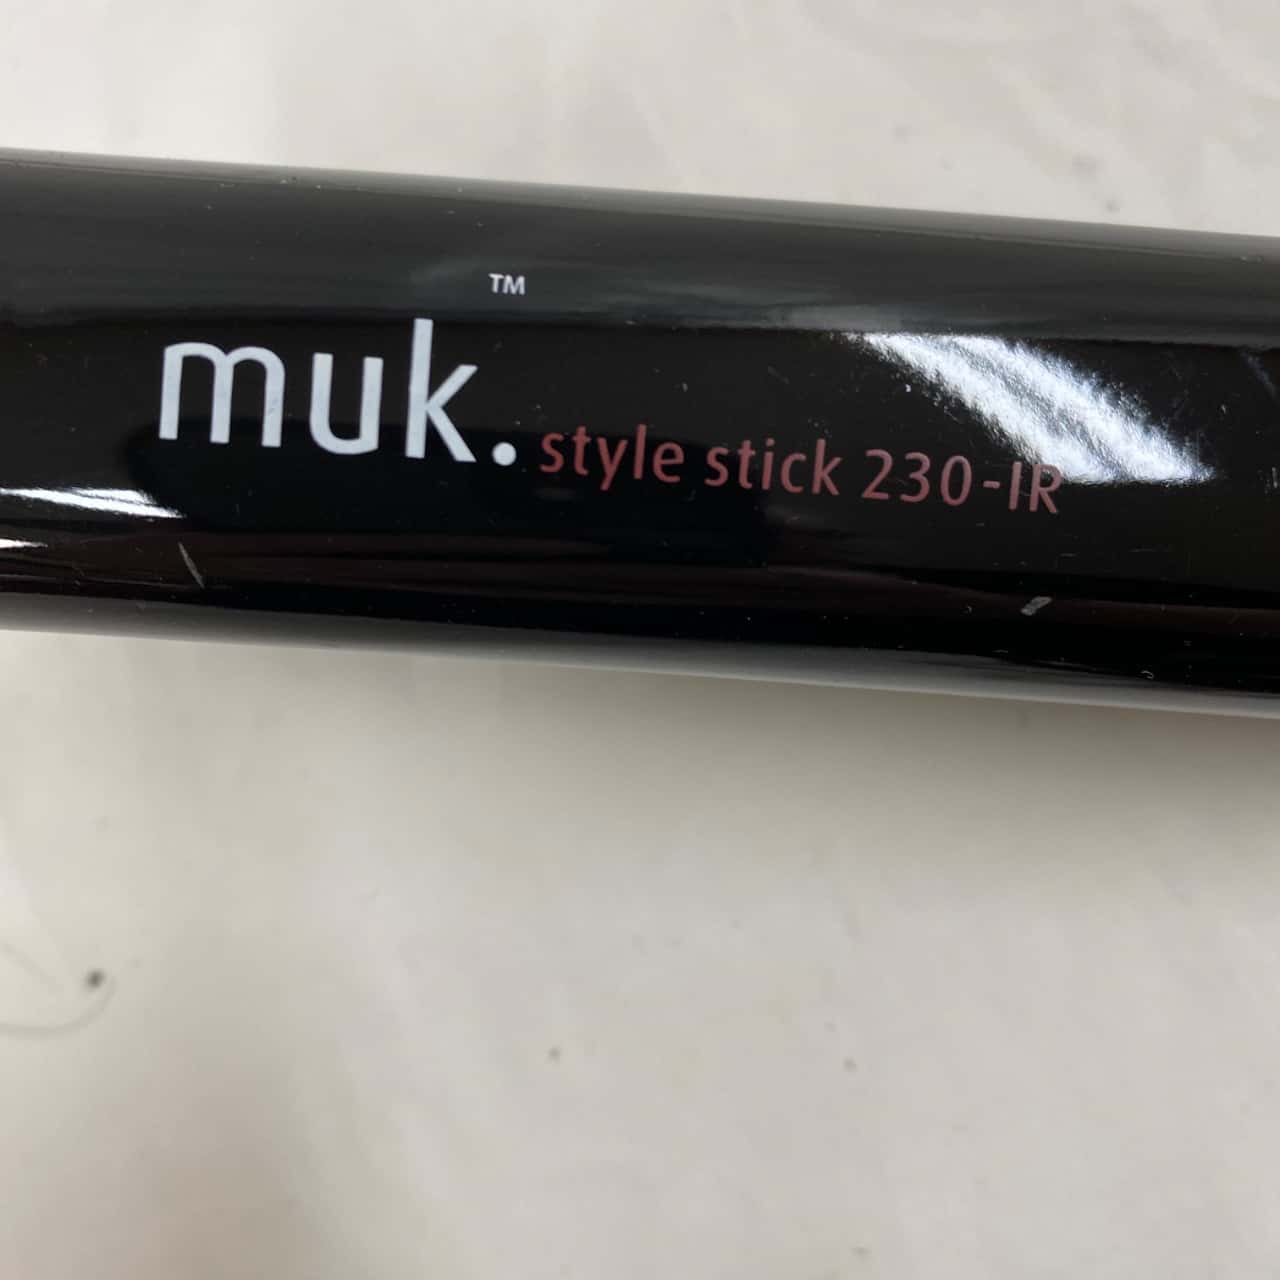 muk.™ style stick 230-IR